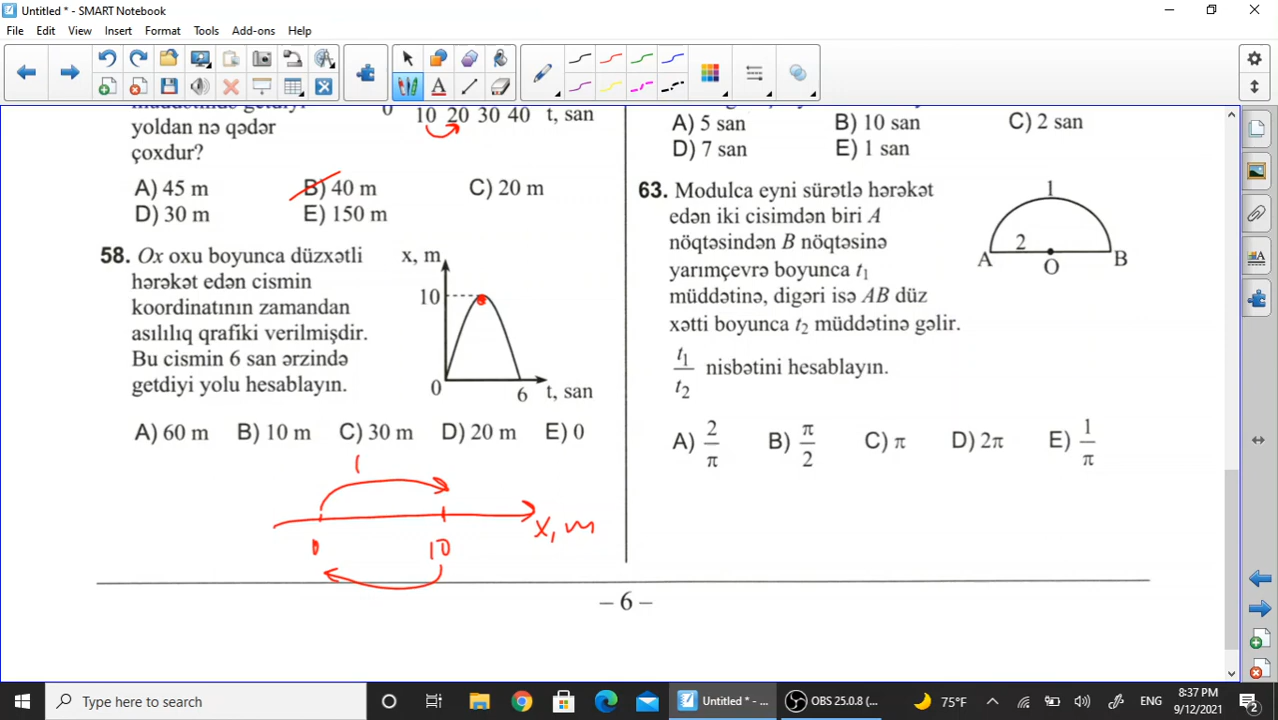 Untitled * - SMART Notebook
File Edit View Insert Format Tools Add-ons Help
yoldan nə qədər
çoxdur?
0 10 20 30 40 t, san
A) 45 m B) 40 m C) 20 m
D) 30 m E) 150 m
58. Ox oxu boyunca düzxətli
hərəkət edən cismin
koordinatının zamandan
asılılıq qrafiki verilmişdir.
Bu cismin 6 san ərzində
getdiyi yolu hesablayın.
x, m
10
0 6 t, san
A) 60 m B) 10 m C) 30 m D) 20 m E) 0
x, m
0 10
A) 5 san B) 10 san C) 2 san
D) 7 san E) 1 san
63. Modulca eyni sürətlə hərəkət
edən iki cisimdən biri A
nöqtəsindən B nöqtəsinə
yarımçevrə boyunca t₁
müddətinə, digəri isə AB düz
xətti boyunca t₂ müddətinə gəlir.
t₁/t₂ nisbətini hesablayın.
1
2
A O B
A) 2/π B) π/2 C) π D) 2π E) 1/π
– 6 –
Type here to search
Untitled * - ...
OBS 25.0.8 (...
75°F
ENG
8:37 PM
9/12/2021
2